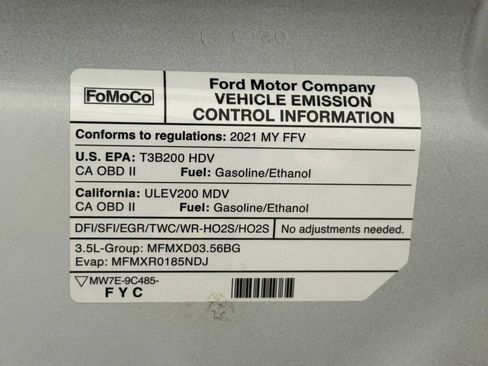 FoMoCo
Ford Motor Company
VEHICLE EMISSION
CONTROL INFORMATION
Conforms to regulations: 2021 MY FFV
U.S. EPA: T3B200 HDV
CA OBD II Fuel: Gasoline/Ethanol
California: ULEV200 MDV
CA OBD II Fuel: Gasoline/Ethanol
DFI/SFI/EGR/TWC/WR-HO2S/HO2S No adjustments needed.
3.5L-Group: MFMXD03.56BG
Evap: MFMXR0185NDJ
MW7E-9C485-
FYC